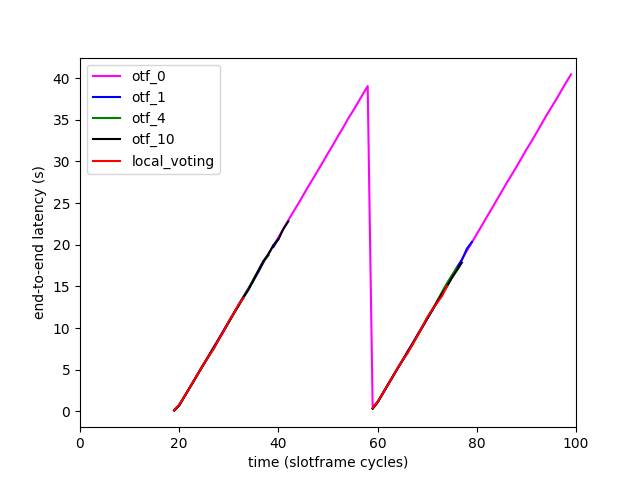 otf_0
otf_1
otf_4
otf_10
local_voting
end-to-end latency (s)
40
35
30
25
20
15
10
5
0
0 20 40 60 80 100
time (slotframe cycles)